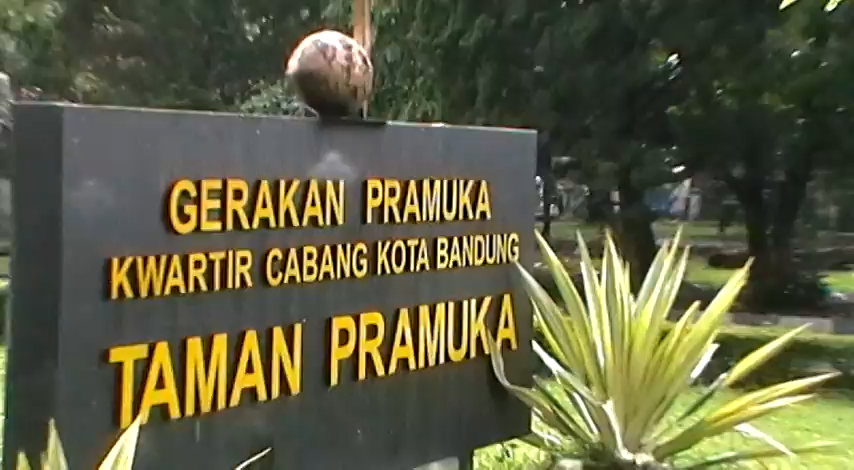 GERAKAN PRAMUKA
KWARTIR CABANG KOTA BANDUNG
TAMAN PRAMUKA